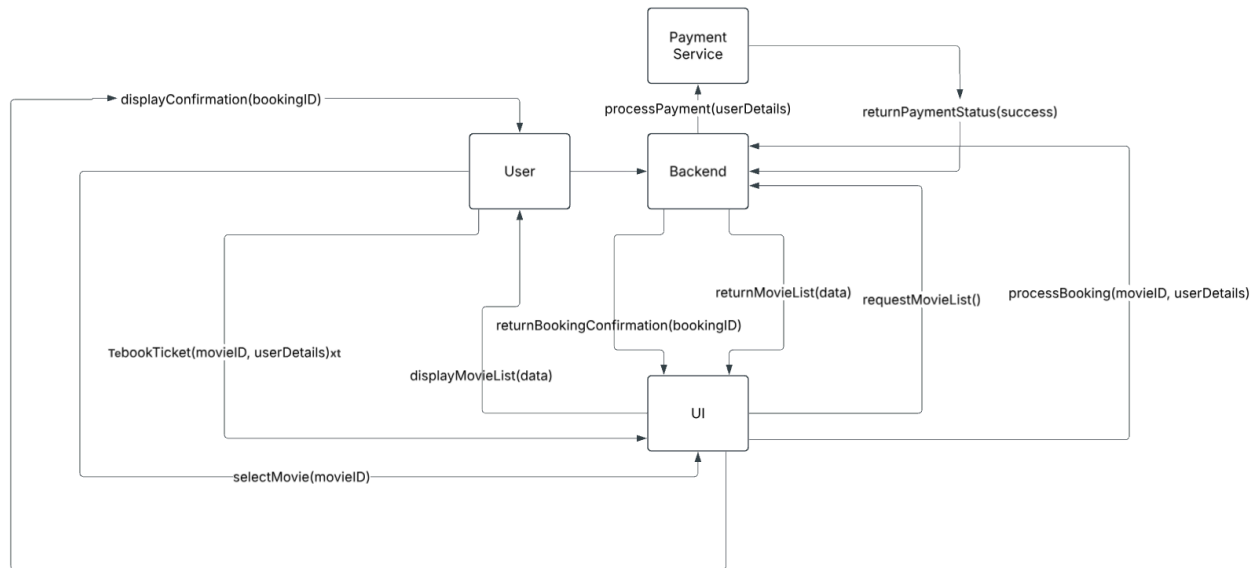 Payment
Service
displayConfirmation(bookingID)
processPayment(userDetails)
returnPaymentStatus(success)
User
Backend
returnMovieList(data)
requestMovieList()
processBooking(movieID, userDetails)
returnBookingConfirmation(bookingID)
TebookTicket(movieID, userDetails)xt
displayMovieList(data)
UI
selectMovie(movieID)